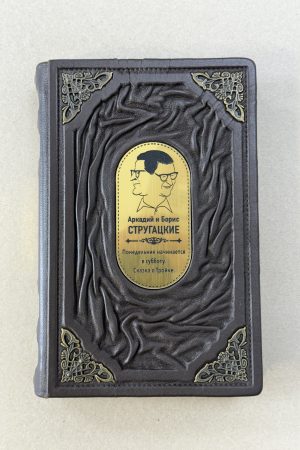 Аркадий и Борис
СТРУГАЦКИЕ
Понедельник начинается
в субботу
Сказка о Тройке